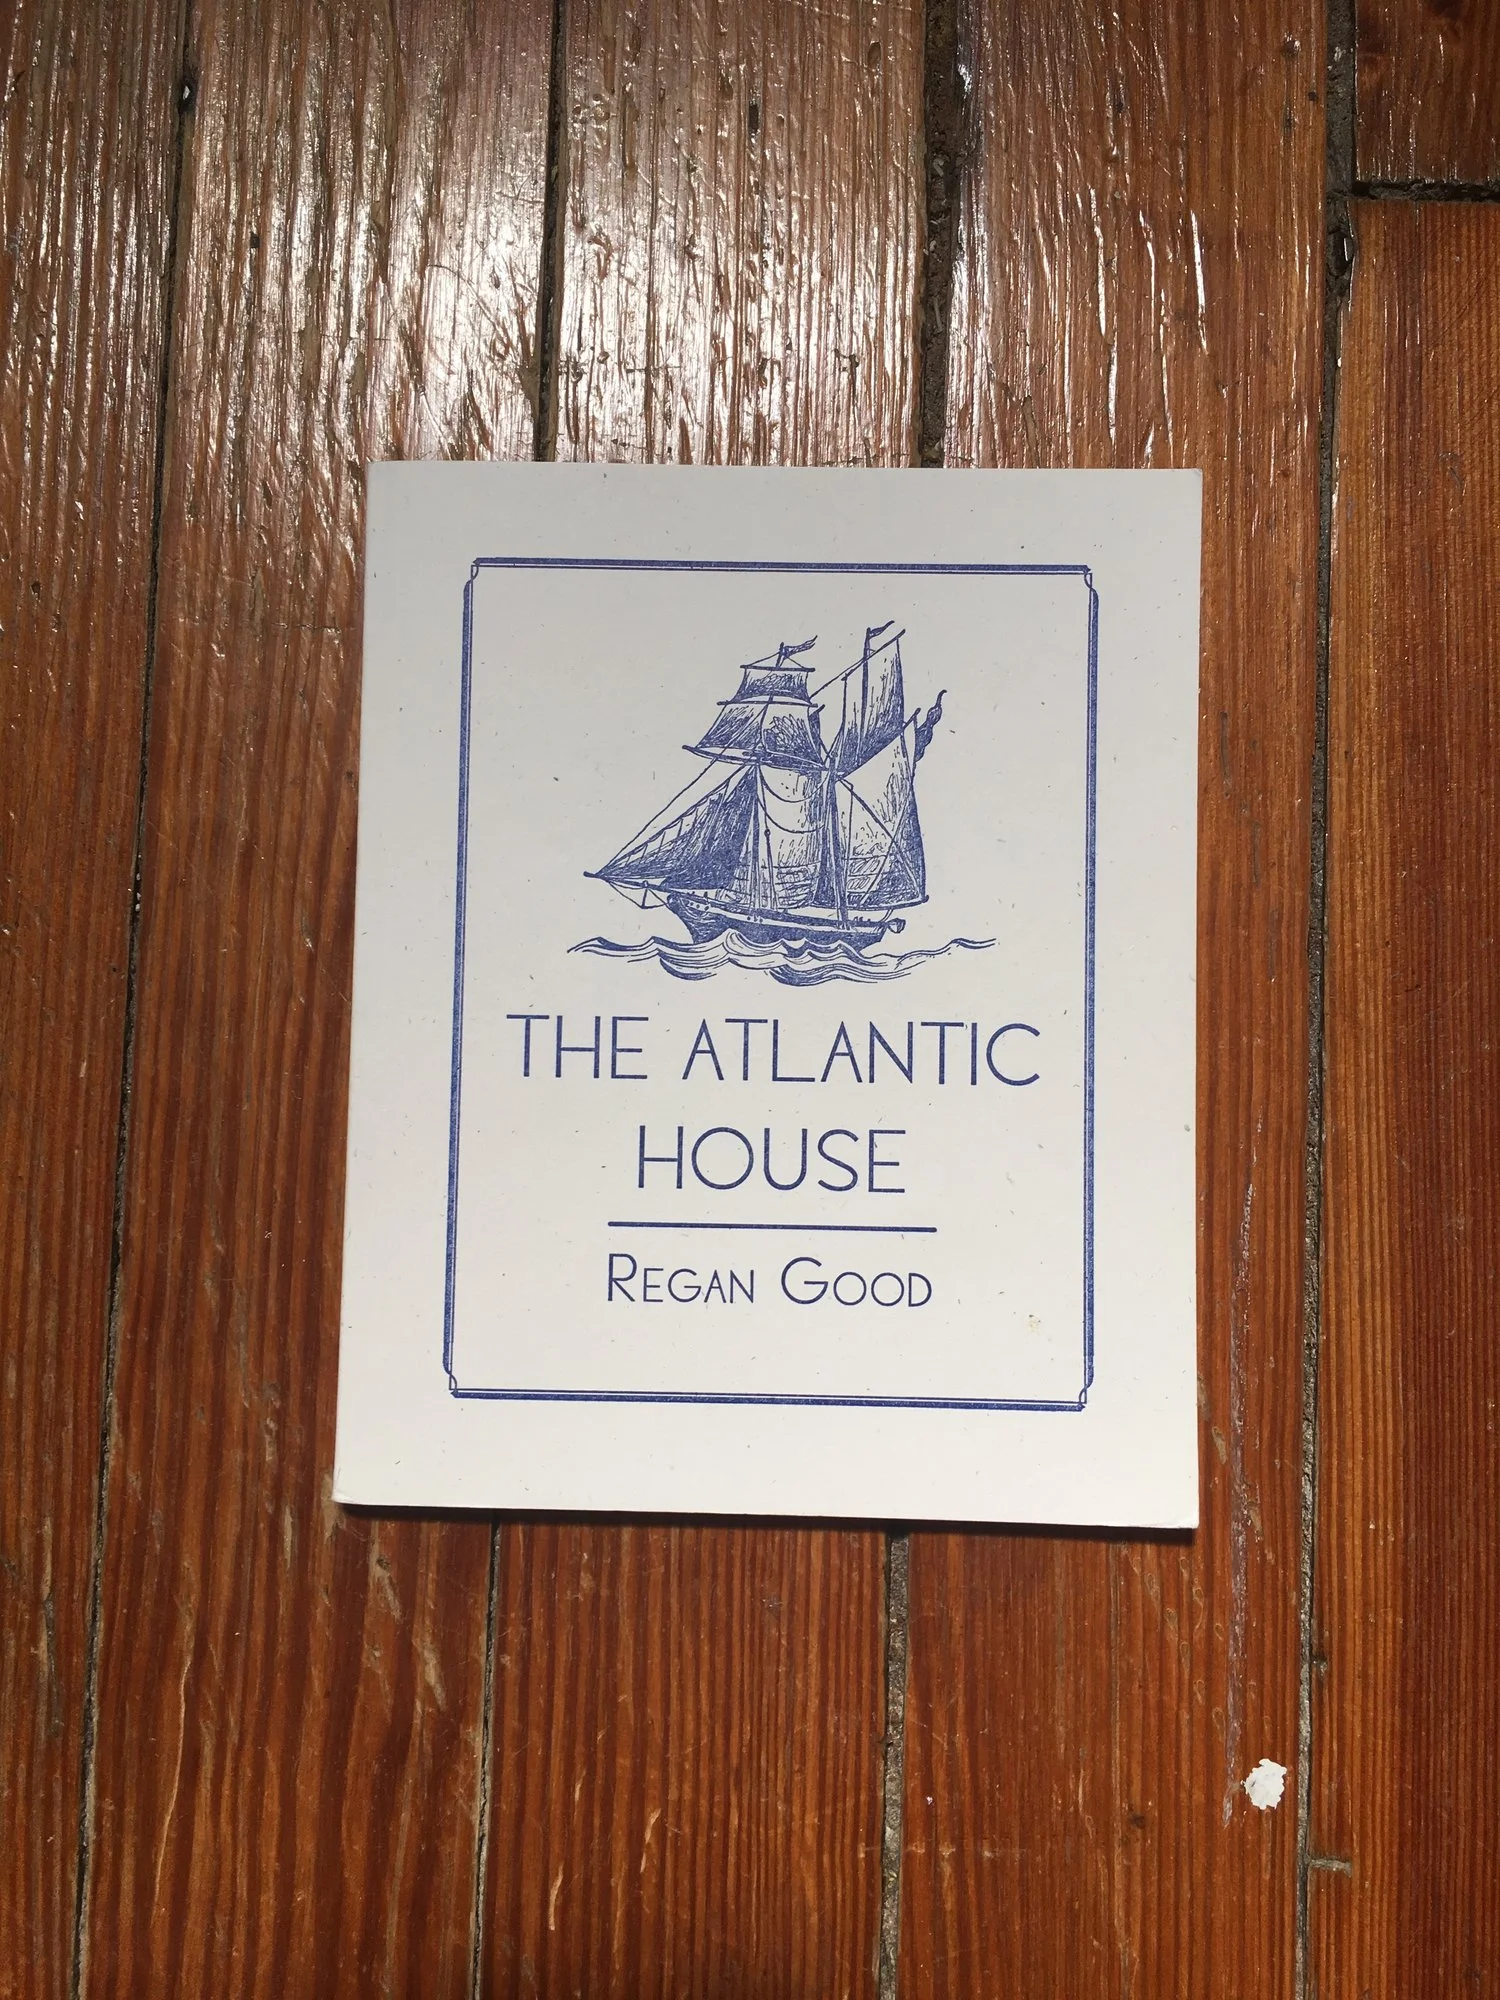 THE ATLANTIC
HOUSE
REGAN GOOD